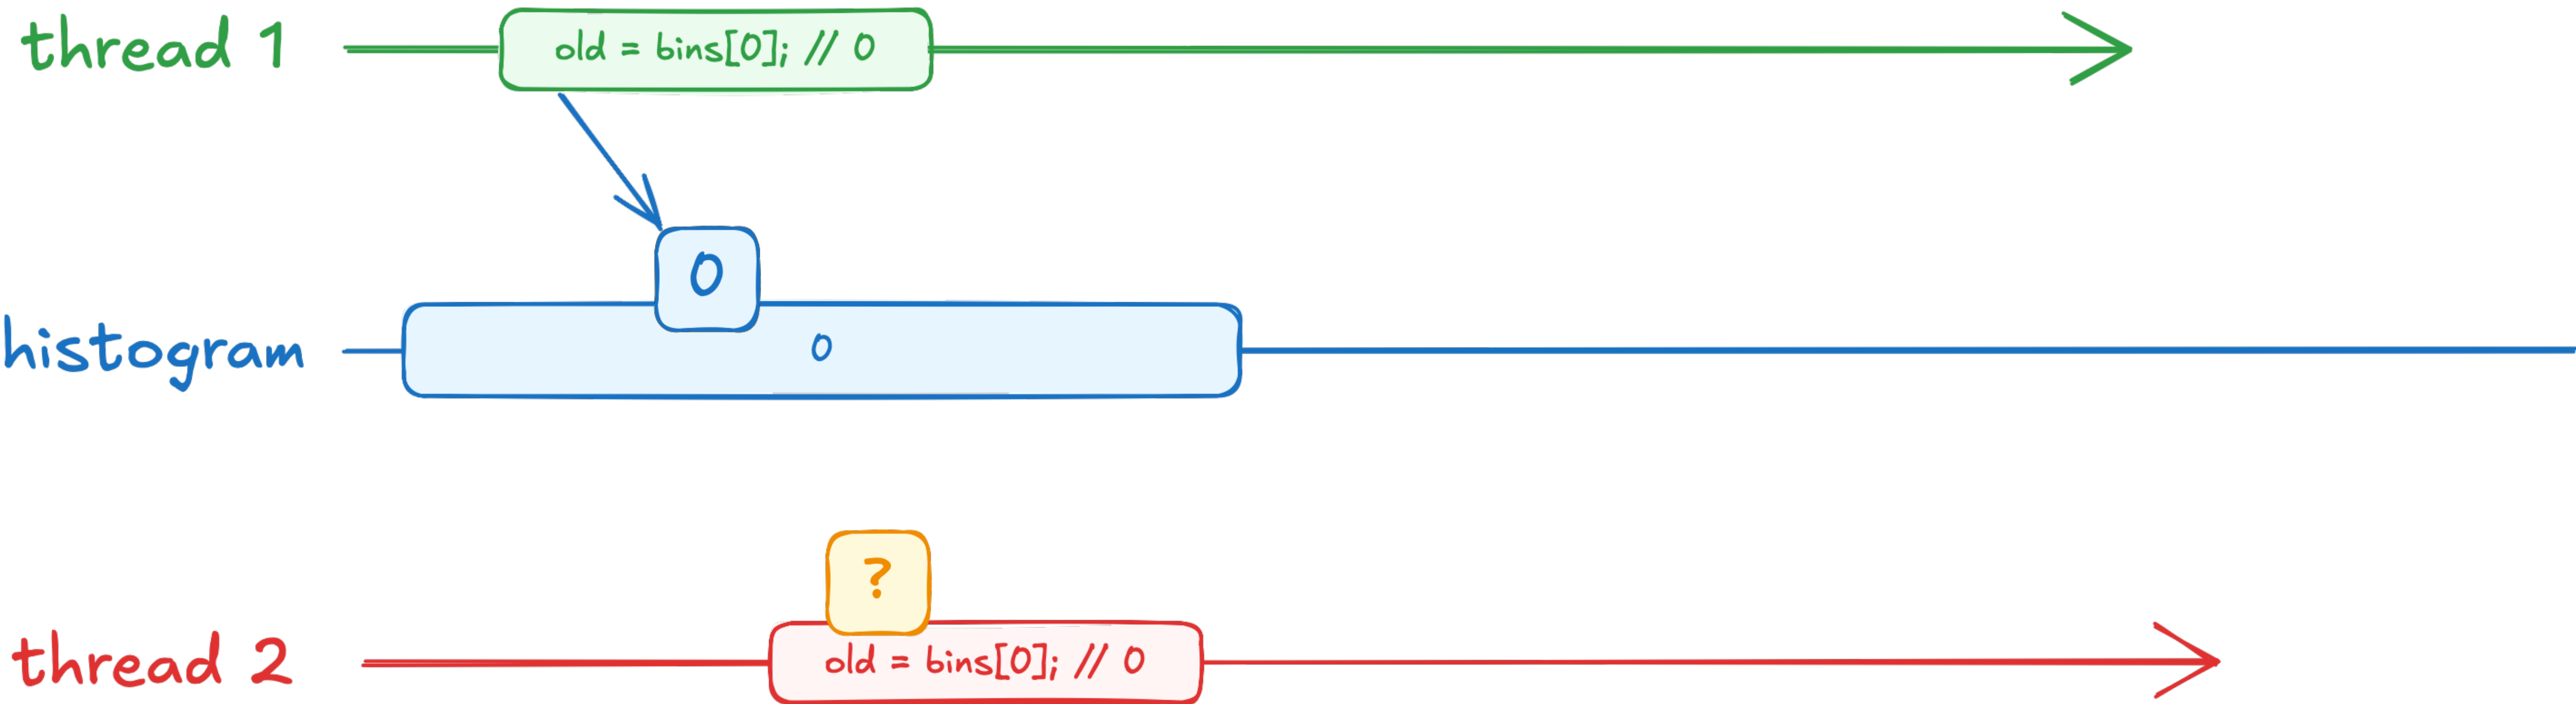 thread 1
old = bins[0]; // 0
0
histogram
0
?
thread 2
old = bins[0]; // 0